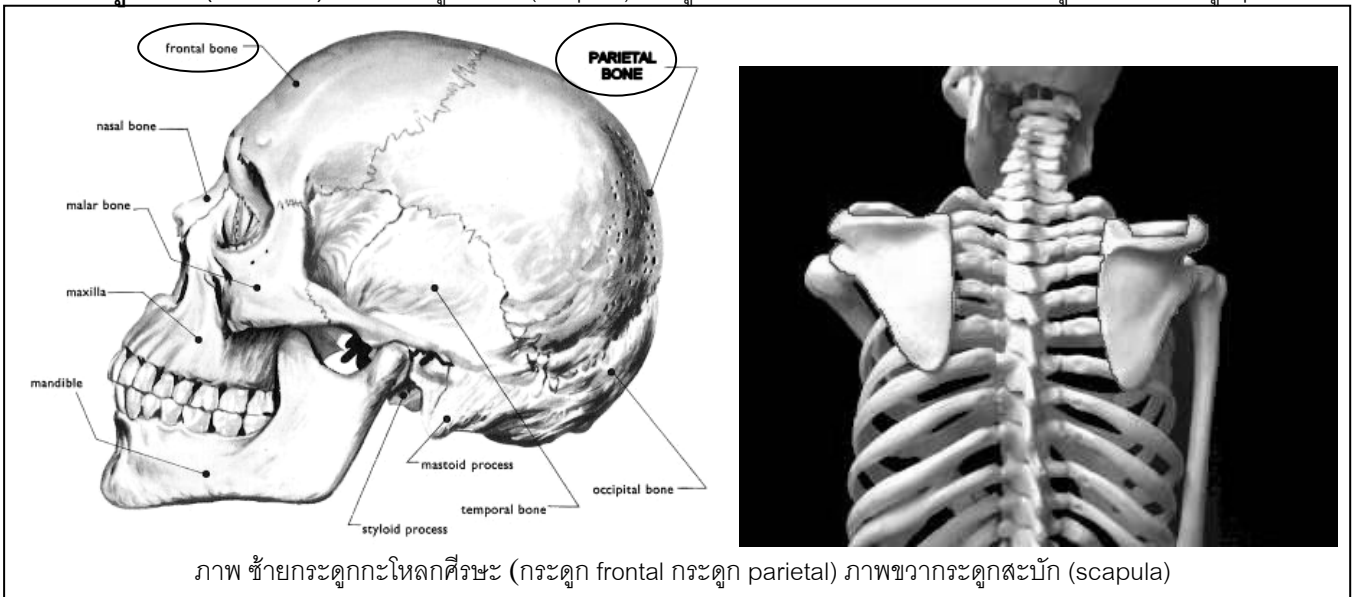 frontal bone
PARIETAL
BONE
nasal bone
malar bone
maxilla
mandible
mastoid process
occipital bone
temporal bone
styloid process
ภาพ ซ้ายกระดูกกะโหลกศีรษะ (กระดูก frontal กระดูก parietal) ภาพขวากระดูกสะบัก (scapula)